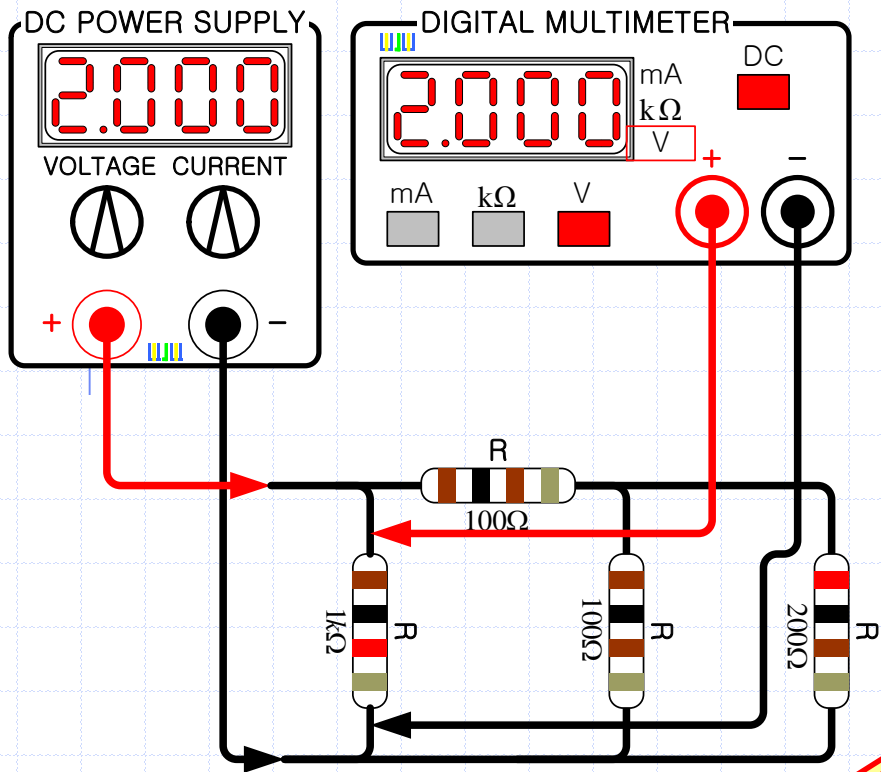 DC POWER SUPPLY
2.000
VOLTAGE CURRENT
+ −
DIGITAL MULTIMETER
2.000
mA
kΩ
V
DC
mA kΩ V
+ −
R
100Ω
1kΩ
R
100Ω
R
200Ω
R